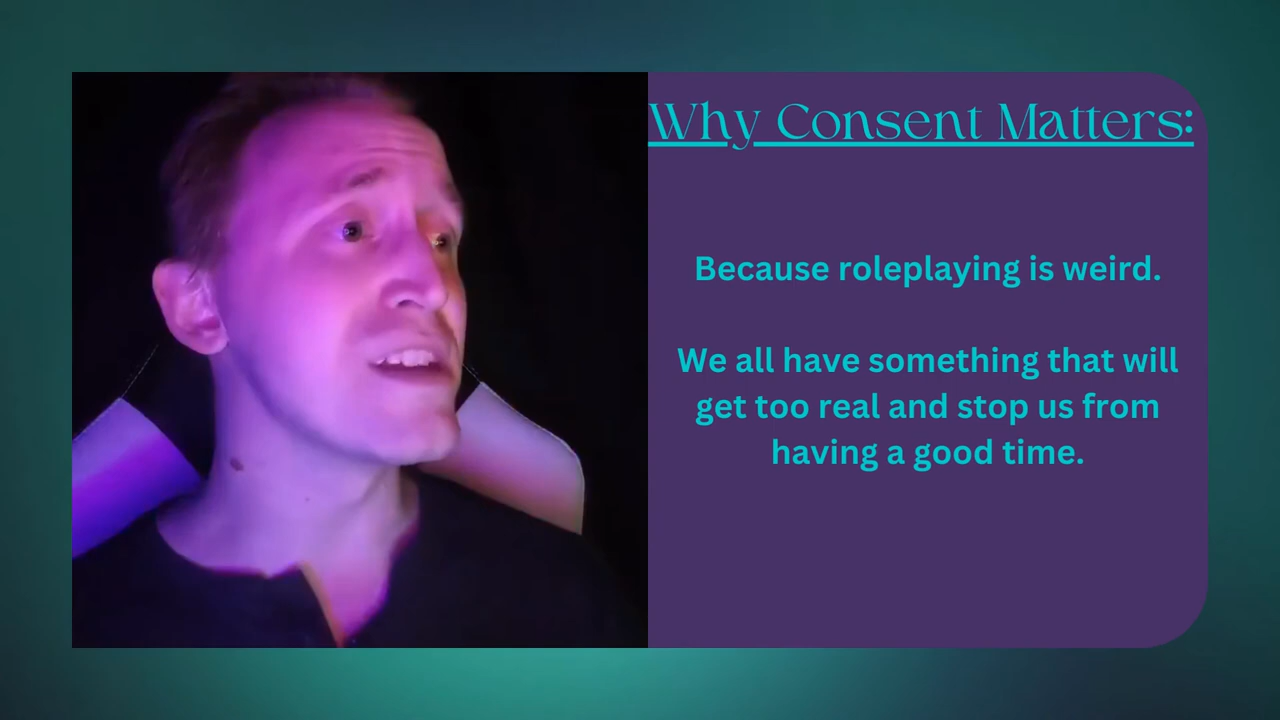 Why Consent Matters:
Because roleplaying is weird.
We all have something that will
get too real and stop us from
having a good time.